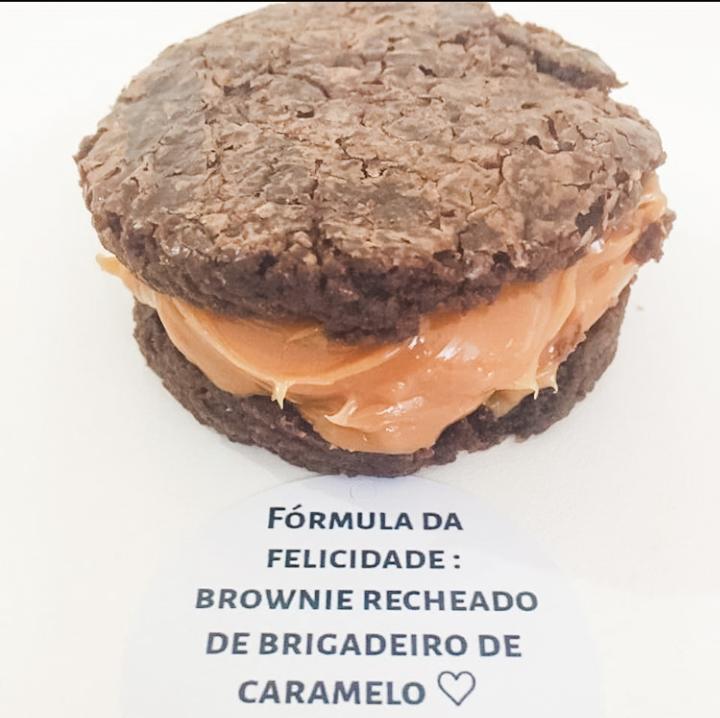 FÓRMULA DA
FELICIDADE :
BROWNIE RECHEADO
DE BRIGADEIRO DE
CARAMELO ♡